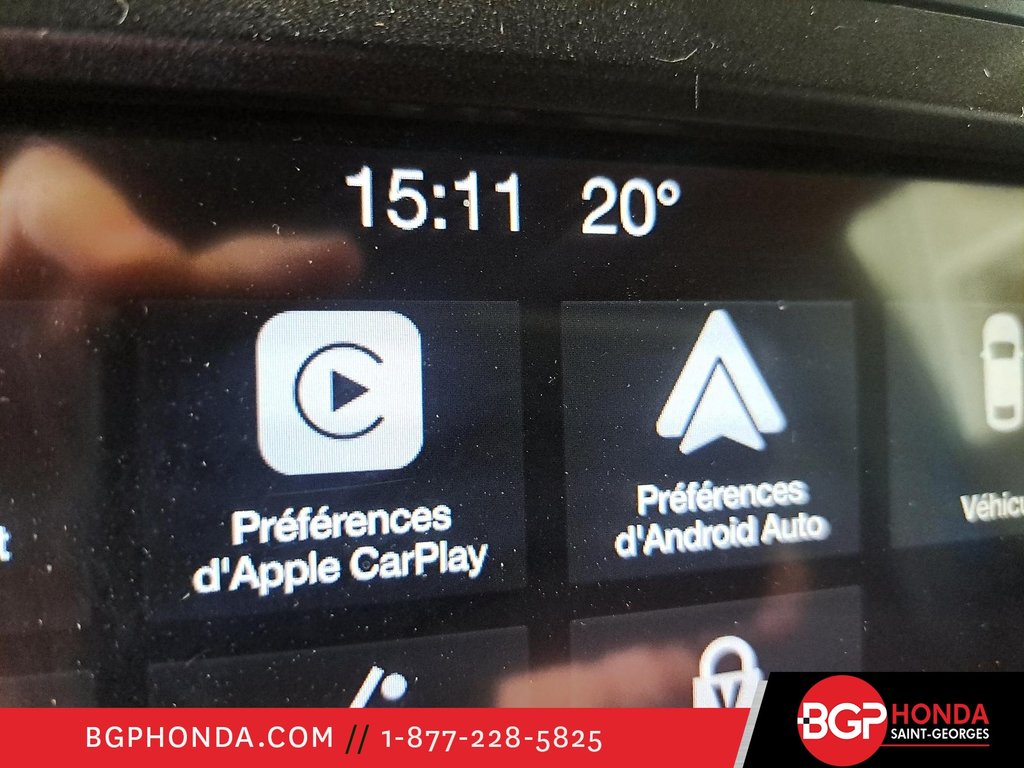 15:11 20°
Préférences
d'Apple CarPlay
Préférences
d'Android Auto
BGPHONDA.COM // 1-877-228-5825
BGP HONDA
SAINT-GEORGES